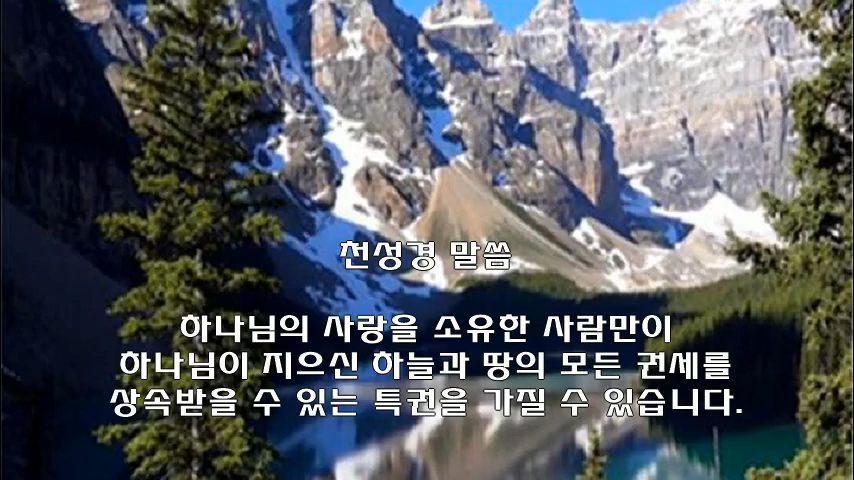 천성경 말씀
하나님의 사랑을 소유한 사람만이
하나님이 지으신 하늘과 땅의 모든 권세를
상속받을 수 있는 특권을 가질 수 있습니다.